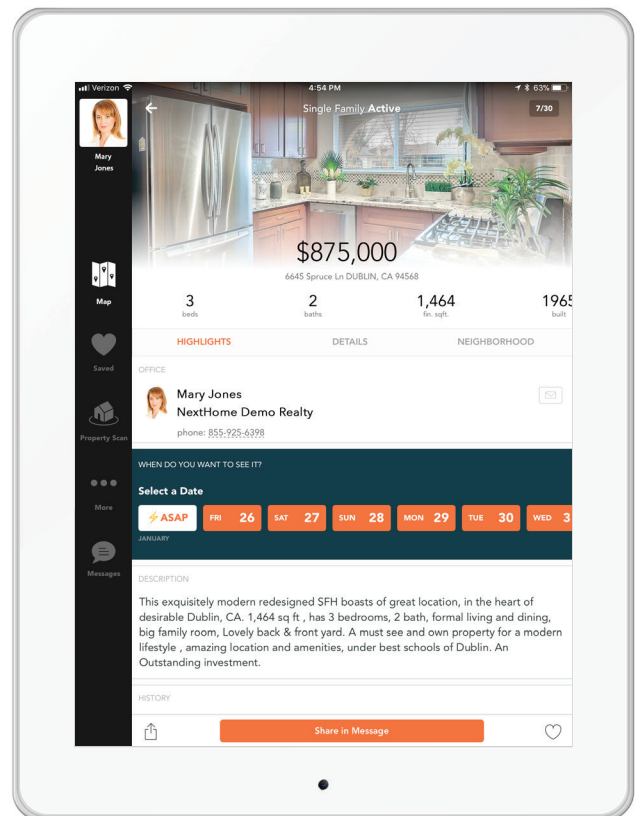 Verizon 4:54 PM 63%
Single Family Active 7/30
Mary
Jones
$875,000
6645 Spruce Ln DUBLIN, CA 94568
Map
3 2 1,464 1965
beds baths fin. sqft. built
HIGHLIGHTS DETAILS NEIGHBORHOOD
Saved
OFFICE
Mary Jones
NextHome Demo Realty
phone: 855-925-6398
Property Scan
WHEN DO YOU WANT TO SEE IT?
Select a Date
More
ASAP FRI 26 SAT 27 SUN 28 MON 29 TUE 30 WED 3
JANUARY
Messages
DESCRIPTION
This exquisitely modern redesigned SFH boasts of great location, in the heart of
desirable Dublin, CA. 1,464 sq ft , has 3 bedrooms, 2 bath, formal living and dining,
big family room, Lovely back & front yard. A must see and own property for a modern
lifestyle , amazing location and amenities, under best schools of Dublin. An
Outstanding investment.
HISTORY
Share in Message